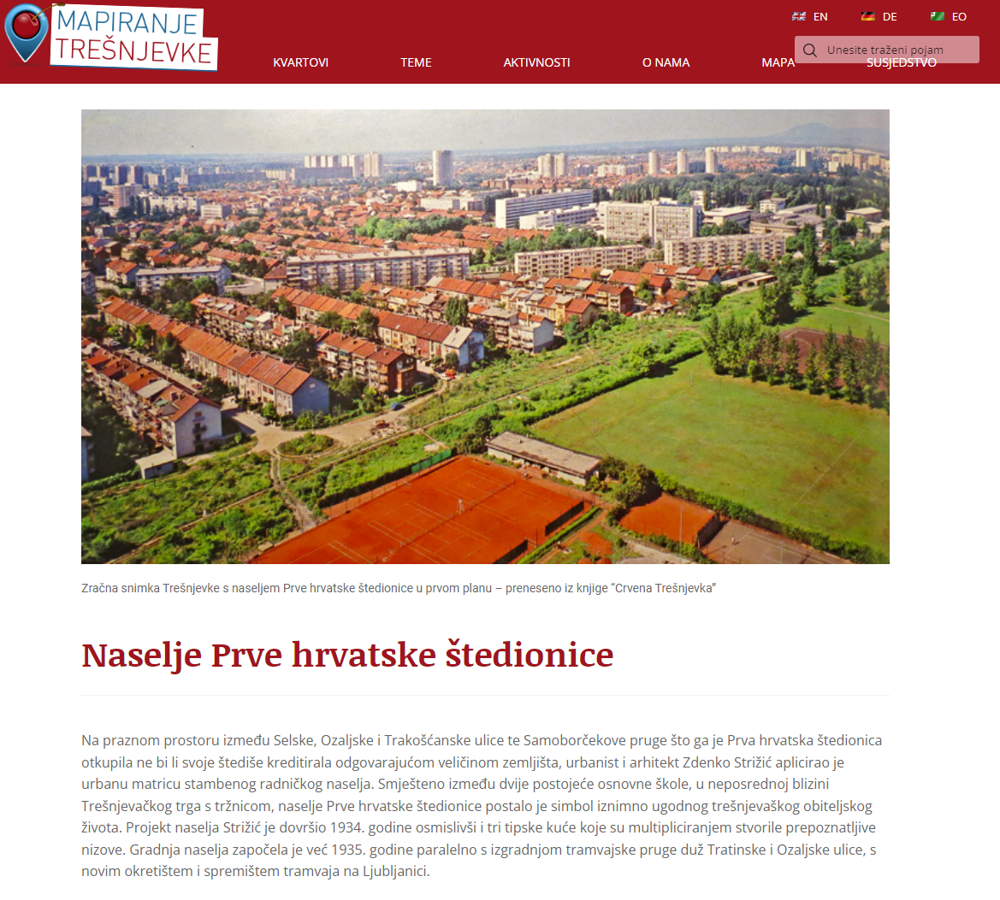 MAPIRANJE
TREŠNJEVKE
EN DE EO
Unesite traženi pojam
KVARTOVI TEME AKTIVNOSTI O NAMA MAPA SUSJEDSTVO
Zračna snimka Trešnjevke s naseljem Prve hrvatske štedionice u prvom planu – preneseno iz knjige “Crvena Trešnjevka”
Naselje Prve hrvatske štedionice
Na praznom prostoru između Selske, Ozaljske i Trakošćanske ulice te Samoborčekove pruge što ga je Prva hrvatska štedionica
otkupila ne bi li svoje štediše kreditirala odgovarajućom veličinom zemljišta, urbanist i arhitekt Zdenko Strižić aplicirao je
urbanu matricu stambenog radničkog naselja. Smješteno između dvije postojeće osnovne škole, u neposrednoj blizini
Trešnjevačkog trga s tržnicom, naselje Prve hrvatske štedionice postalo je simbol iznimno ugodnog trešnjevaškog obiteljskog
života. Projekt naselja Strižić je dovršio 1934. godine osmislivši i tri tipske kuće koje su multipliciranjem stvorile prepoznatljive
nizove. Gradnja naselja započela je već 1935. godine paralelno s izgradnjom tramvajske pruge duž Tratinske i Ozaljske ulice, s
novim okretištem i spremištem tramvaja na Ljubljanici.